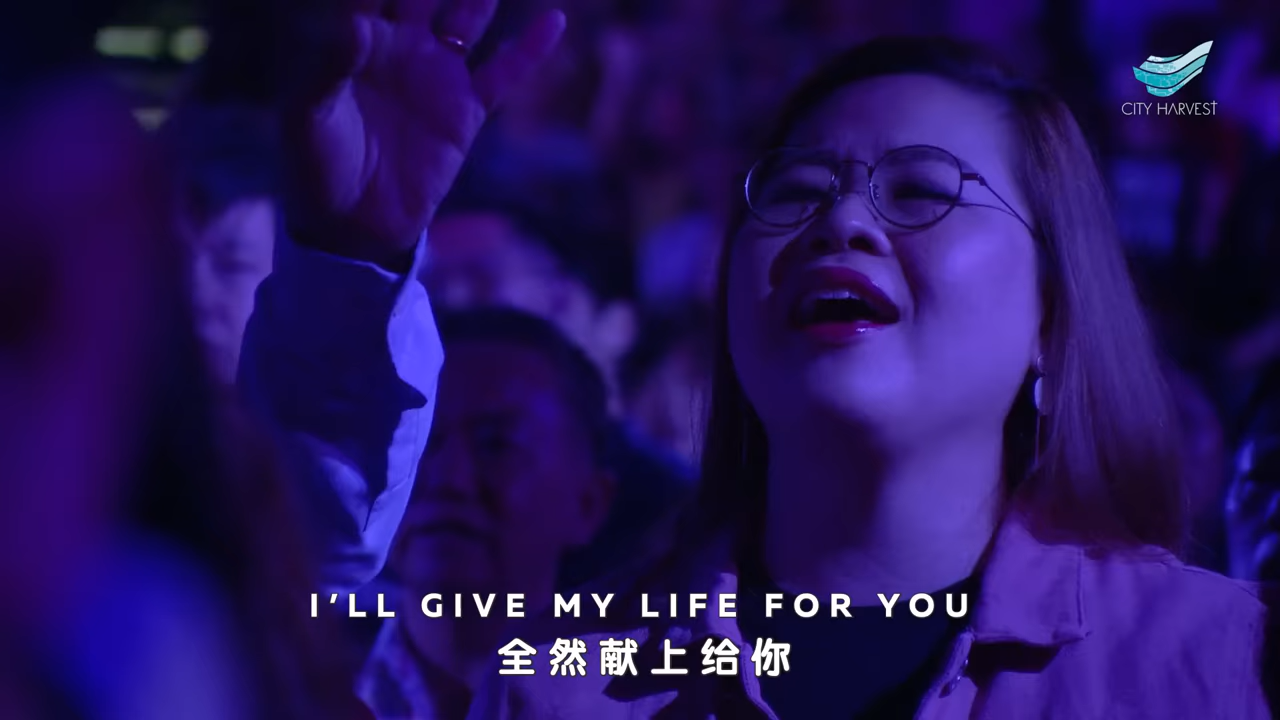 CITY HARVEST
I'LL GIVE MY LIFE FOR YOU
全然献上给你